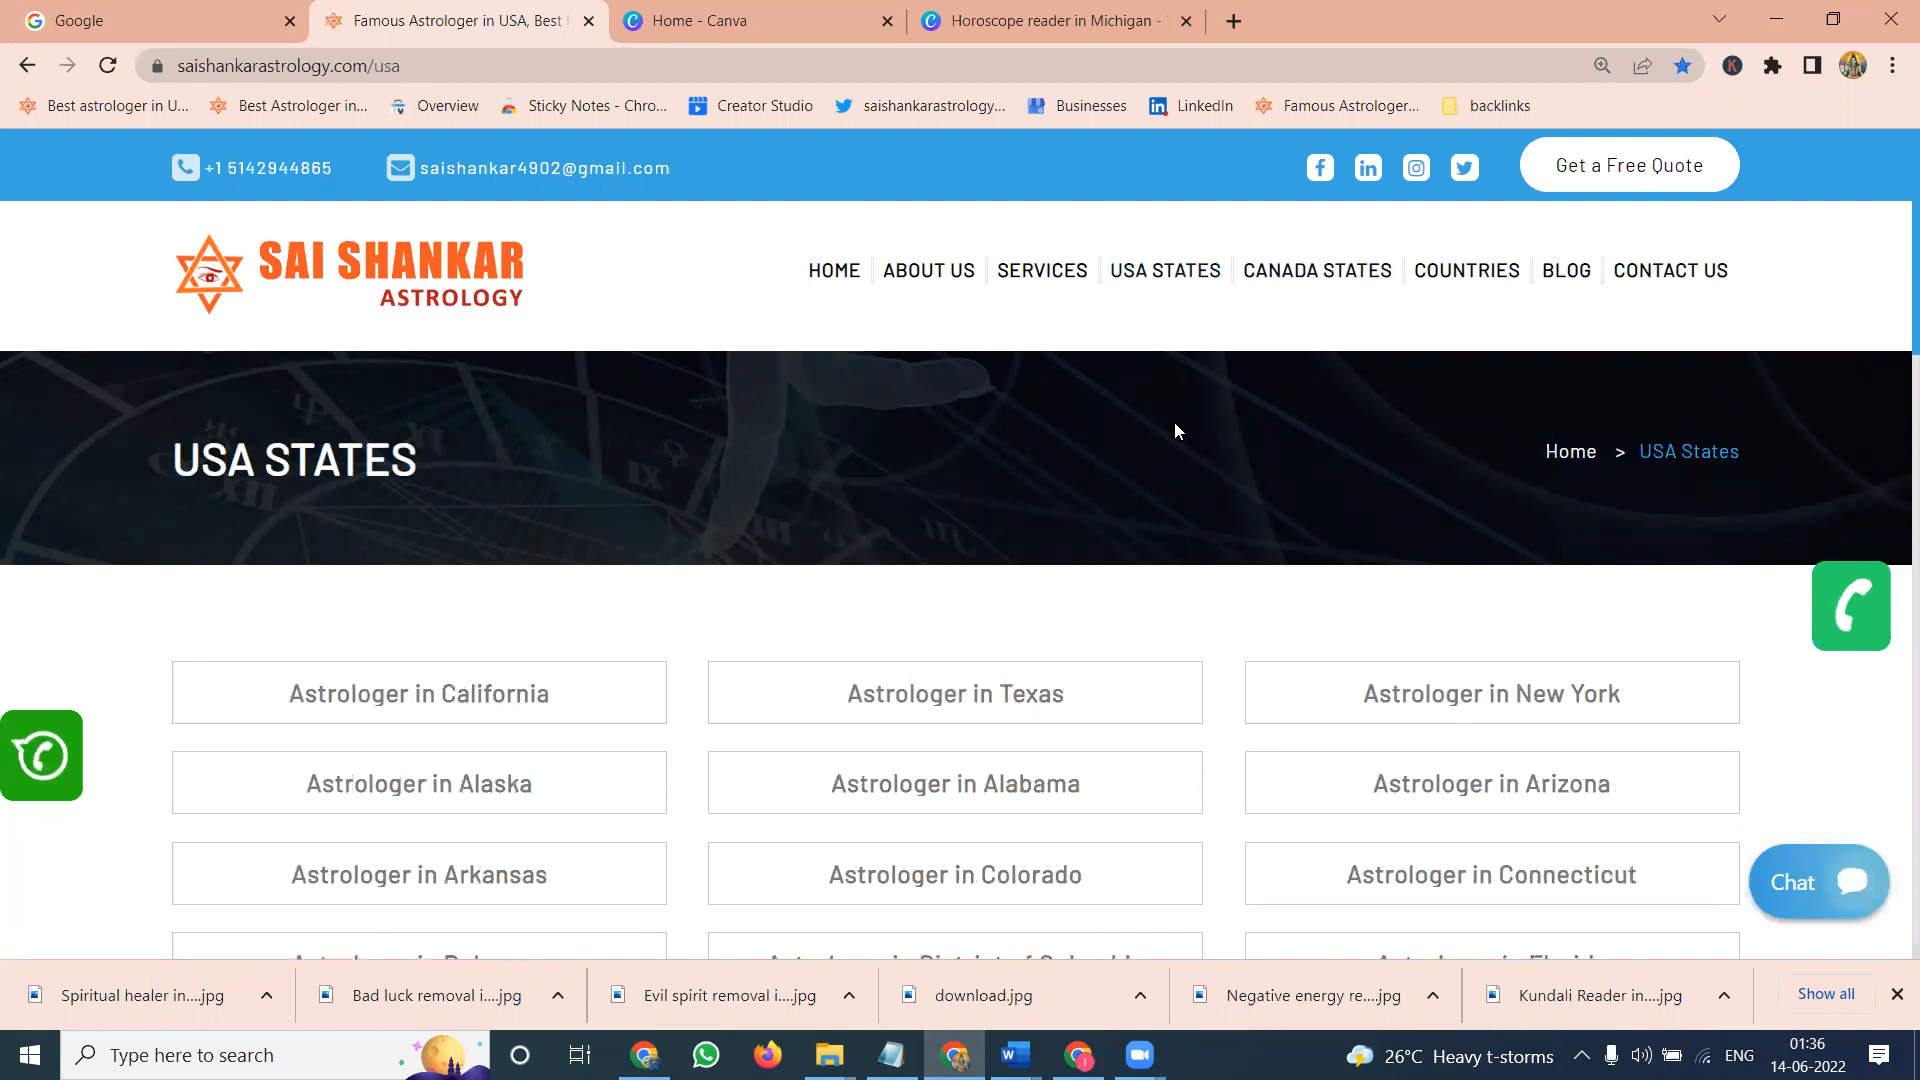 Google
Famous Astrologer in USA, Best
Home - Canva
Horoscope reader in Michigan -
saishankarastrology.com/usa
Best astrologer in U...
Best Astrologer in...
Overview
Sticky Notes - Chro...
Creator Studio
saishankarastrology...
Businesses
LinkedIn
Famous Astrologer...
backlinks
+1 5142944865
saishankar4902@gmail.com
Get a Free Quote
SAI SHANKAR
ASTROLOGY
HOME
ABOUT US
SERVICES
USA STATES
CANADA STATES
COUNTRIES
BLOG
CONTACT US
USA STATES
Home > USA States
Astrologer in California
Astrologer in Texas
Astrologer in New York
Astrologer in Alaska
Astrologer in Alabama
Astrologer in Arizona
Astrologer in Arkansas
Astrologer in Colorado
Astrologer in Connecticut
Chat
Spiritual healer in....jpg
Bad luck removal i....jpg
Evil spirit removal i....jpg
download.jpg
Negative energy re....jpg
Kundali Reader in....jpg
Show all
Type here to search
26°C Heavy t-storms
ENG
01:36
14-06-2022